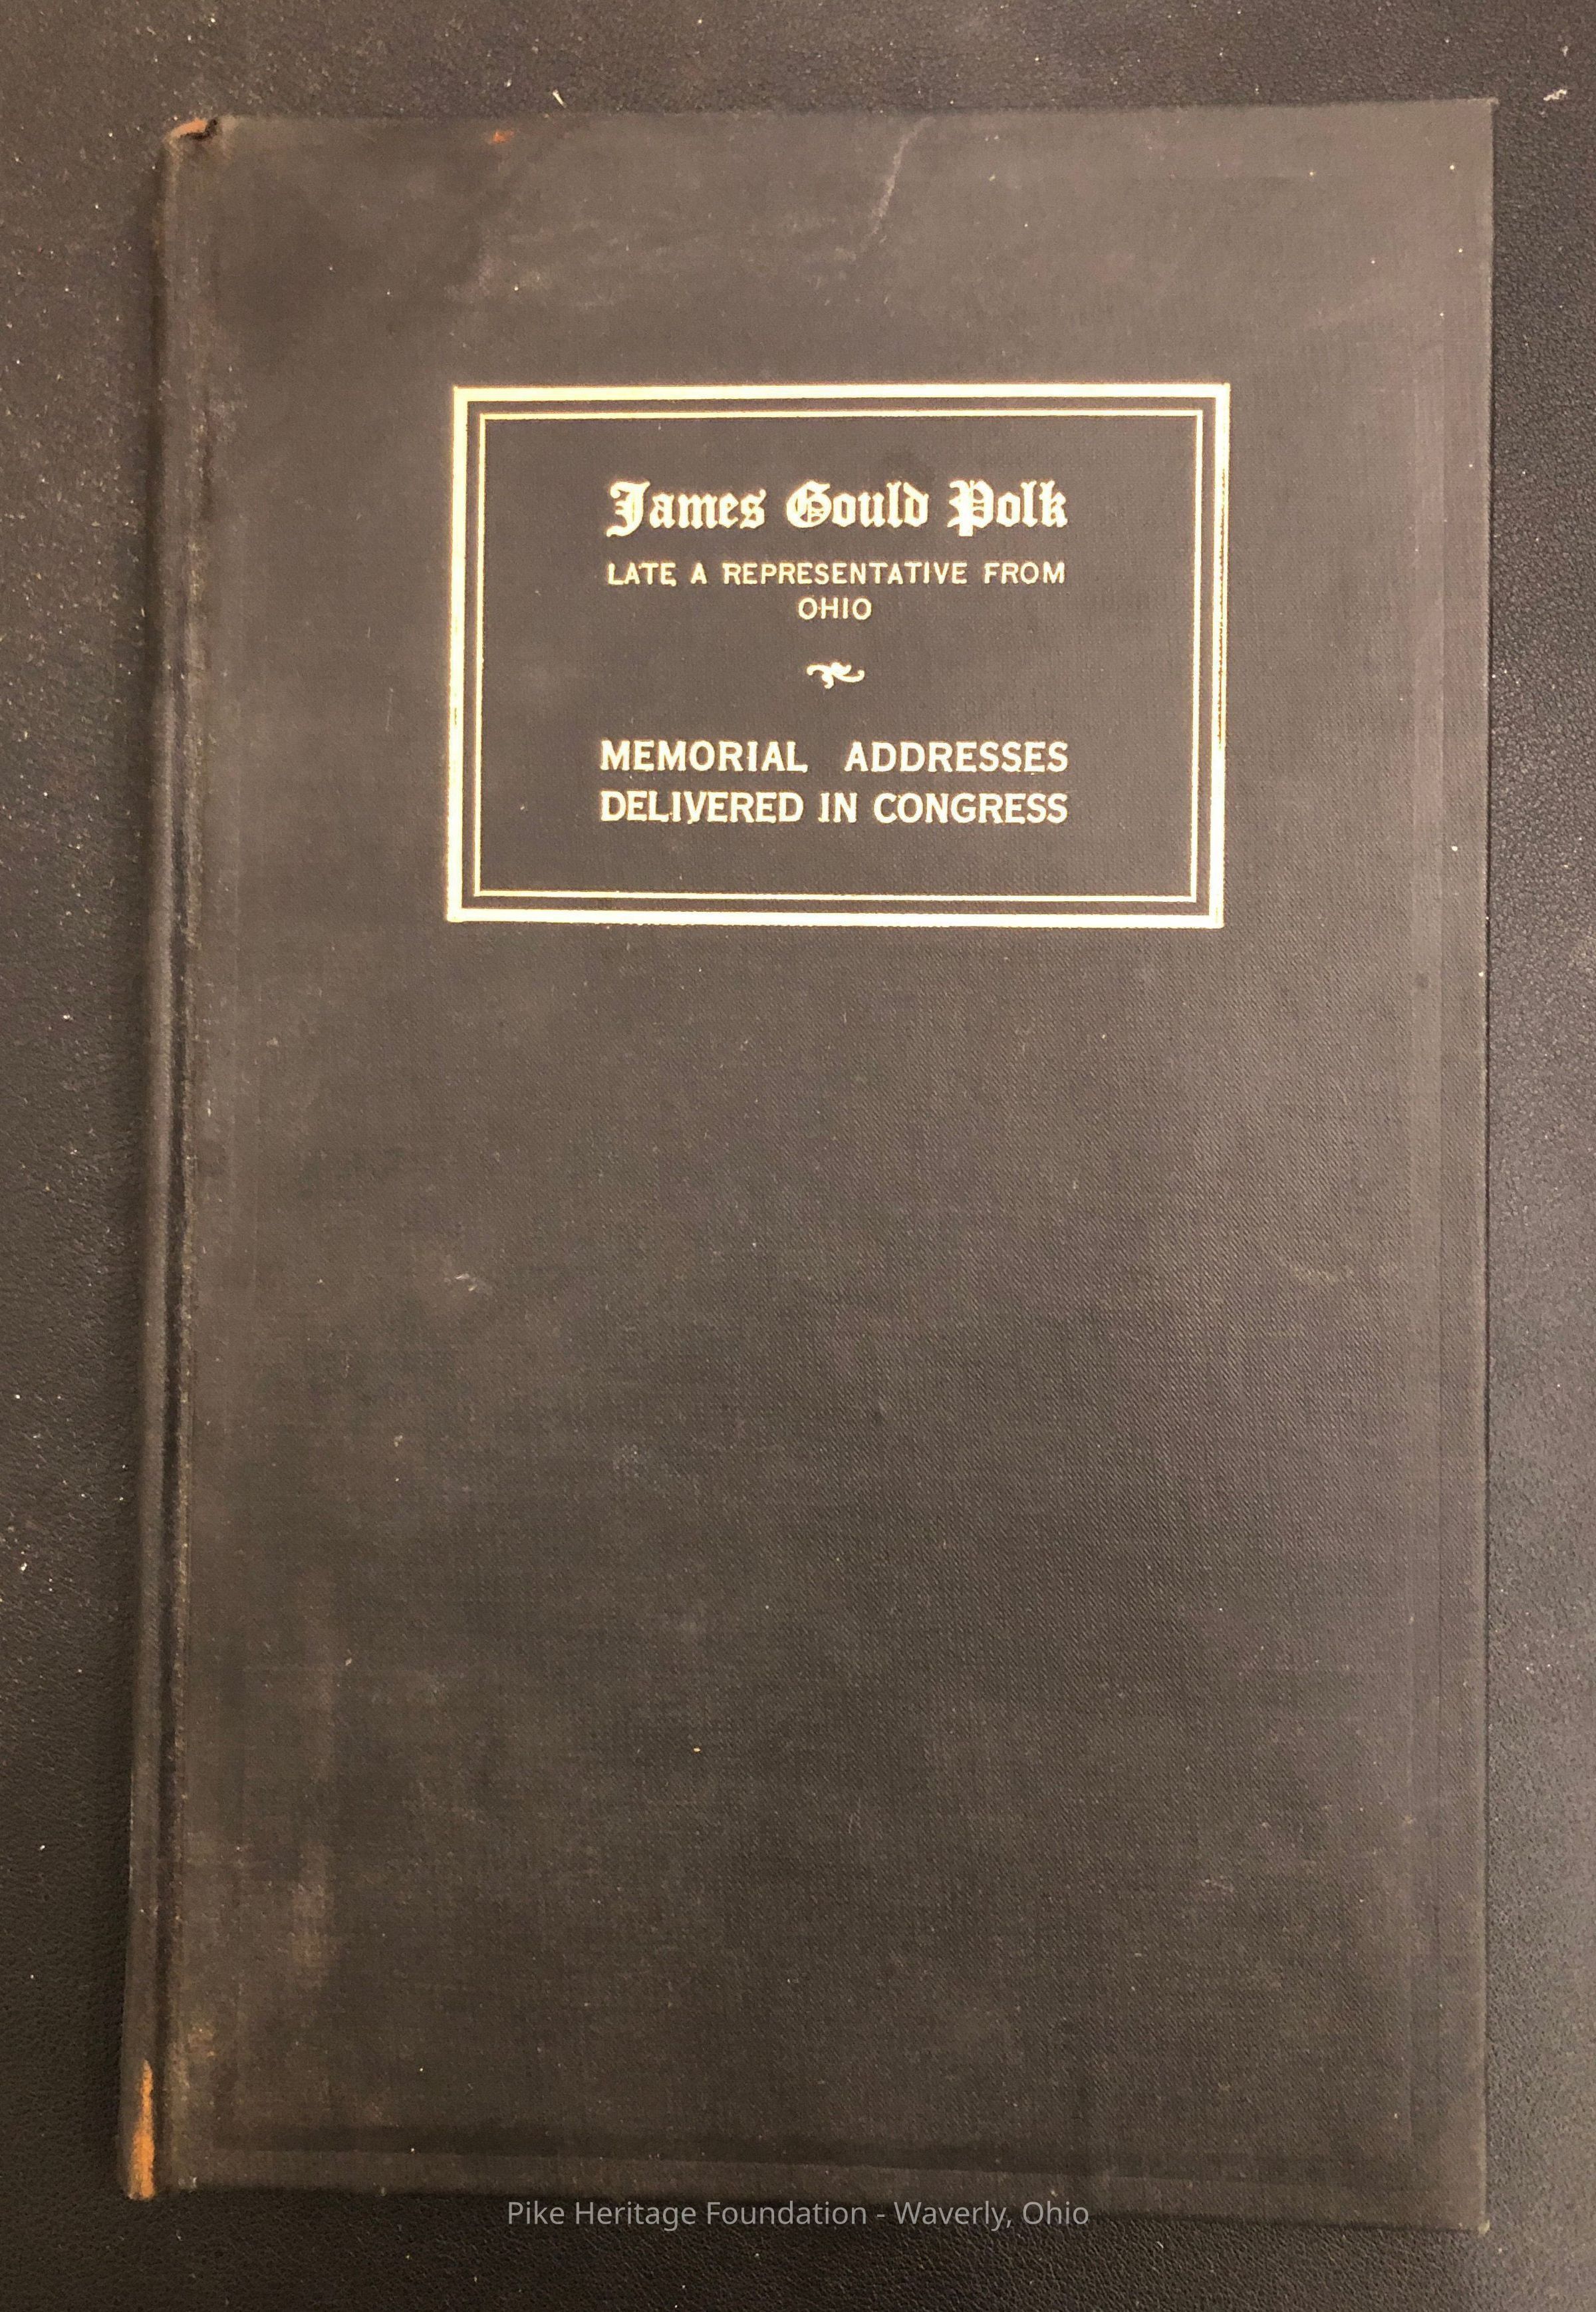 James Gould Polk
LATE A REPRESENTATIVE FROM
OHIO
MEMORIAL ADDRESSES
DELIVERED IN CONGRESS
Pike Heritage Foundation - Waverly, Ohio